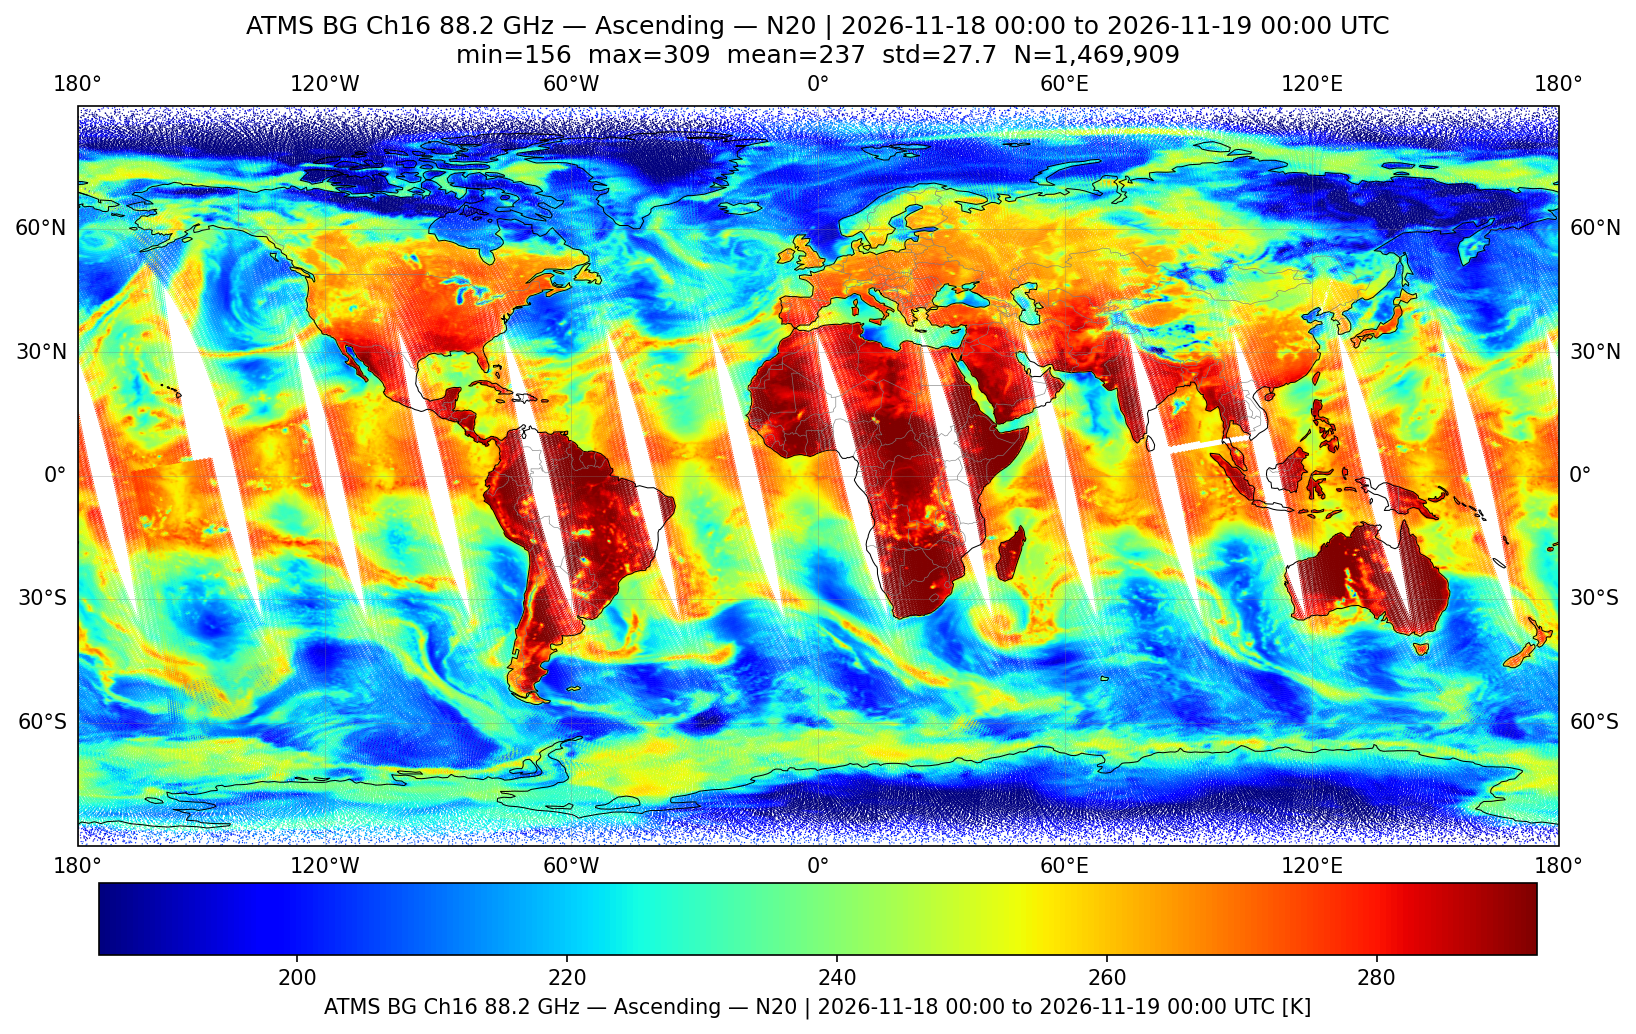 ATMS BG Ch16 88.2 GHz — Ascending — N20 | 2026-11-18 00:00 to 2026-11-19 00:00 UTC
min=156  max=309  mean=237  std=27.7  N=1,469,909
180° 120°W 60°W 0° 60°E 120°E 180°
60°N 60°N
30°N 30°N
0° 0°
30°S 30°S
60°S 60°S
180° 120°W 60°W 0° 60°E 120°E 180°
200 220 240 260 280
ATMS BG Ch16 88.2 GHz — Ascending — N20 | 2026-11-18 00:00 to 2026-11-19 00:00 UTC [K]